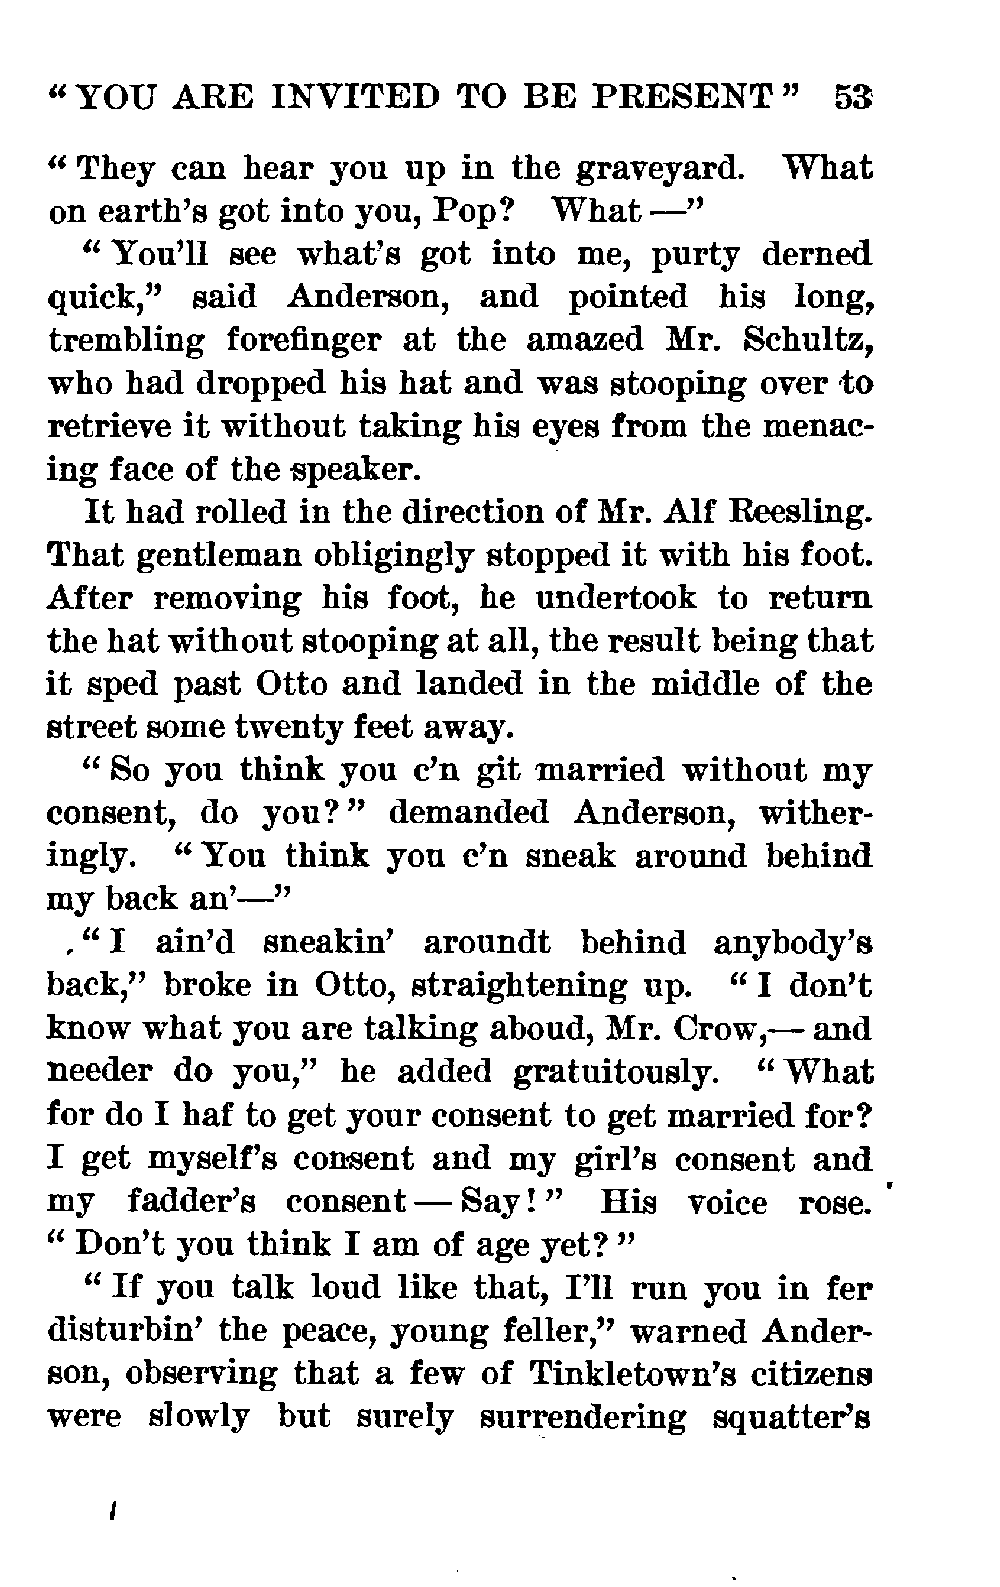 “YOU ARE INVITED TO BE PRESENT” 53
“They can hear you up in the graveyard. What
on earth’s got into you, Pop? What —”
“You’ll see what’s got into me, purty derned
quick,” said Anderson, and pointed his long,
trembling forefinger at the amazed Mr. Schultz,
who had dropped his hat and was stooping over to
retrieve it without taking his eyes from the menac-
ing face of the speaker.
It had rolled in the direction of Mr. Alf Reesling.
That gentleman obligingly stopped it with his foot.
After removing his foot, he undertook to return
the hat without stooping at all, the result being that
it sped past Otto and landed in the middle of the
street some twenty feet away.
“So you think you c’n git married without my
consent, do you?” demanded Anderson, wither-
ingly. “You think you c’n sneak around behind
my back an’—”
“I ain’d sneakin’ aroundt behind anybody’s
back,” broke in Otto, straightening up. “I don’t
know what you are talking aboud, Mr. Crow,— and
needer do you,” he added gratuitously. “What
for do I haf to get your consent to get married for?
I get myself’s consent and my girl’s consent and
my fadder’s consent — Say!” His voice rose.
“Don’t you think I am of age yet?”
“If you talk loud like that, I’ll run you in fer
disturbin’ the peace, young feller,” warned Ander-
son, observing that a few of Tinkletown’s citizens
were slowly but surely surrendering squatter’s